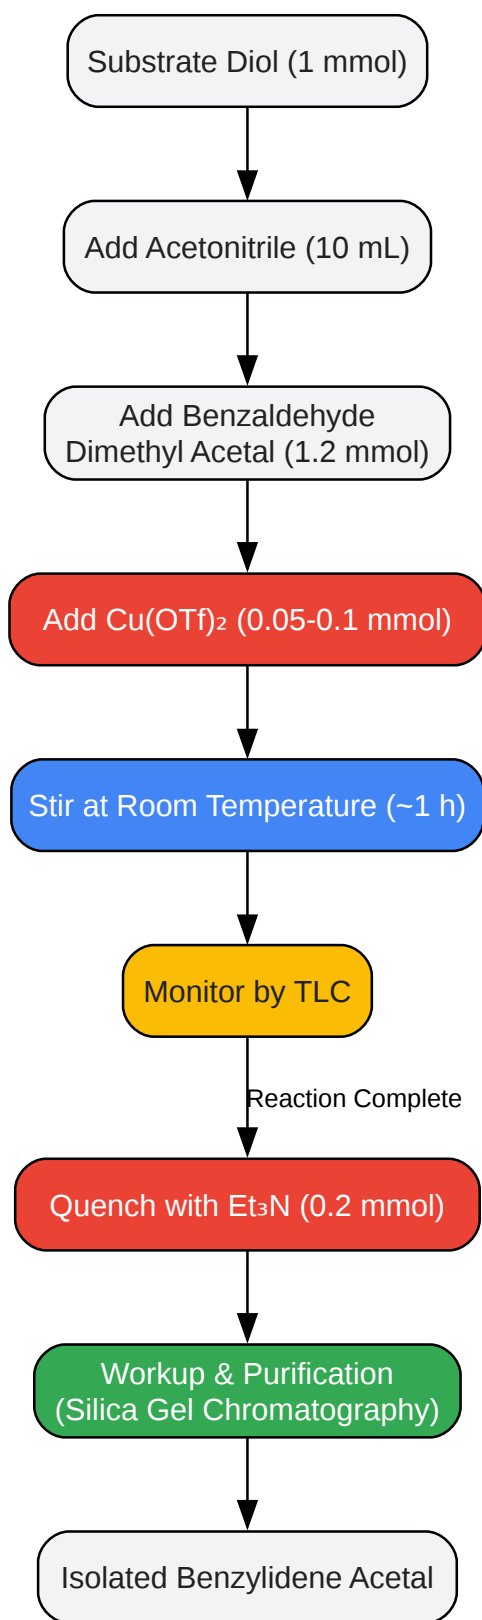 Substrate Diol (1 mmol)
Add Acetonitrile (10 mL)
Add Benzaldehyde
Dimethyl Acetal (1.2 mmol)
Add Cu(OTf)₂ (0.05-0.1 mmol)
Stir at Room Temperature (~1 h)
Monitor by TLC
Reaction Complete
Quench with Et₃N (0.2 mmol)
Workup & Purification
(Silica Gel Chromatography)
Isolated Benzylidene Acetal